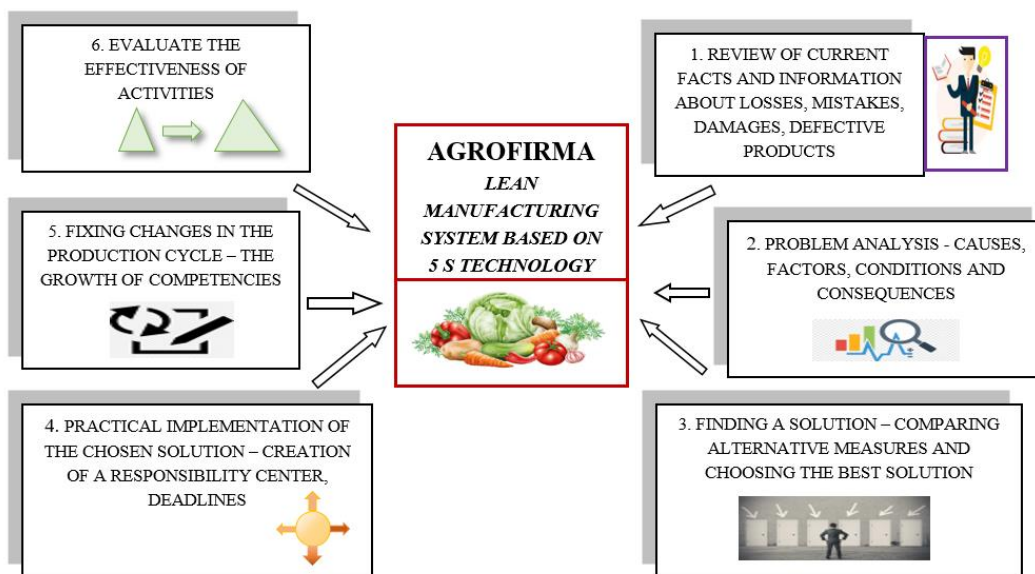 6. EVALUATE THE
EFFECTIVENESS OF
ACTIVITIES
1. REVIEW OF CURRENT
FACTS AND INFORMATION
ABOUT LOSSES, MISTAKES,
DAMAGES, DEFECTIVE
PRODUCTS
AGROFIRMA
LEAN
MANUFACTURING
SYSTEM BASED ON
5 S TECHNOLOGY
5. FIXING CHANGES IN THE
PRODUCTION CYCLE – THE
GROWTH OF COMPETENCIES
2. PROBLEM ANALYSIS - CAUSES,
FACTORS, CONDITIONS AND
CONSEQUENCES
4. PRACTICAL IMPLEMENTATION OF
THE CHOSEN SOLUTION – CREATION
OF A RESPONSIBILITY CENTER,
DEADLINES
3. FINDING A SOLUTION – COMPARING
ALTERNATIVE MEASURES AND
CHOOSING THE BEST SOLUTION